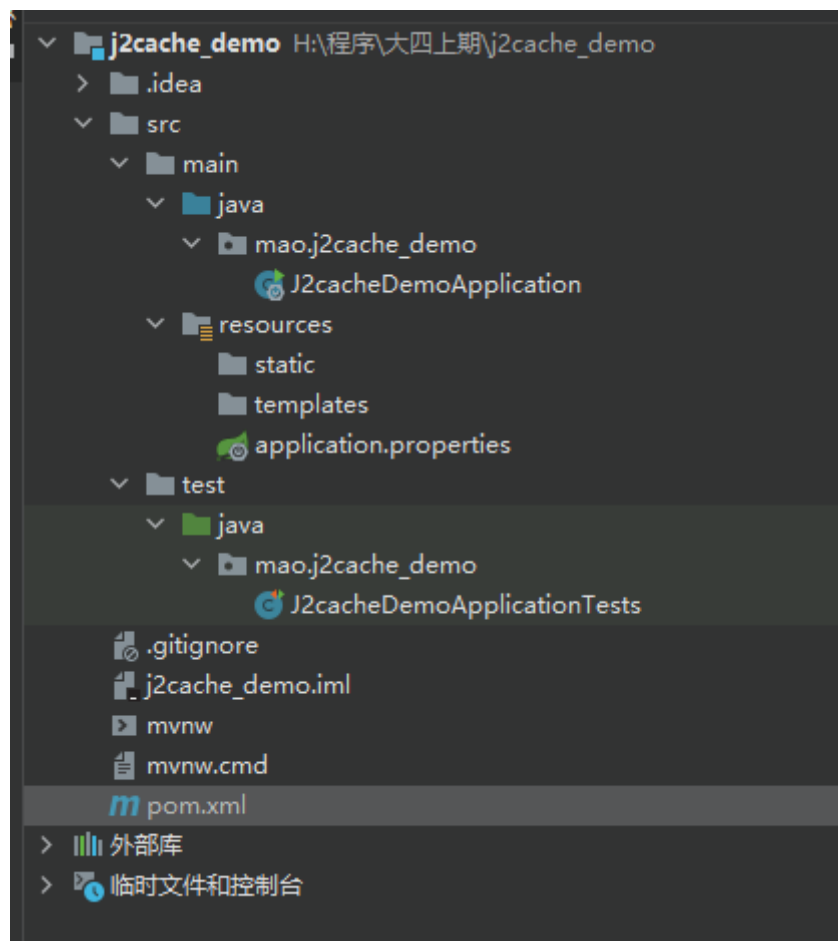 j2cache_demo H:\程序\大四上期\j2cache_demo
.idea
src
main
java
mao.j2cache_demo
J2cacheDemoApplication
resources
static
templates
application.properties
test
java
mao.j2cache_demo
J2cacheDemoApplicationTests
.gitignore
j2cache_demo.iml
mvnw
mvnw.cmd
pom.xml
外部库
临时文件和控制台